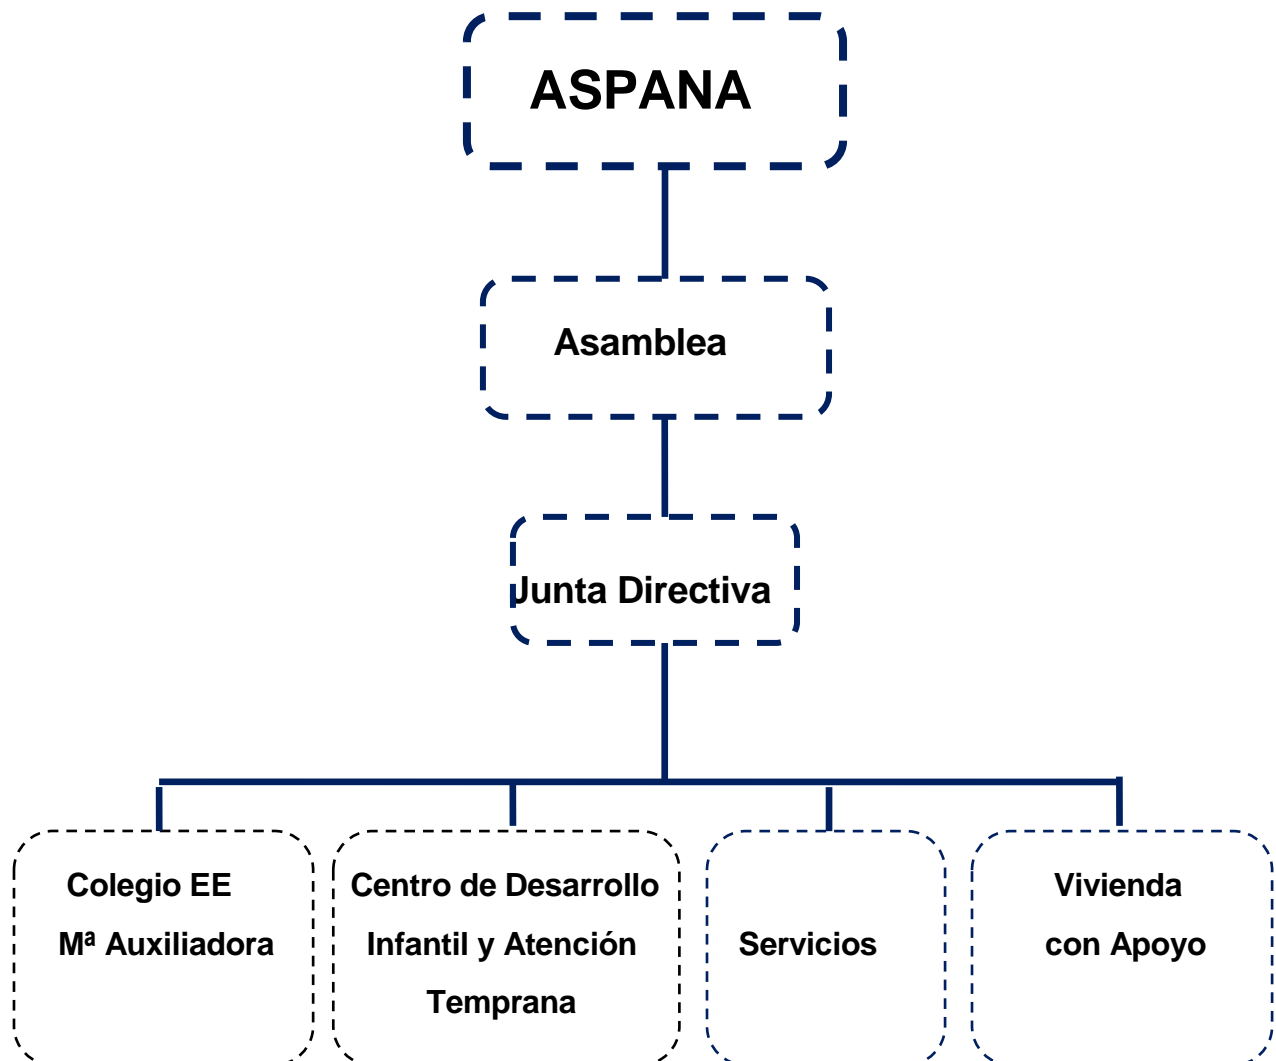 ASPANA
Asamblea
Junta Directiva
Colegio EE
Mª Auxiliadora
Centro de Desarrollo
Infantil y Atención
Temprana
Servicios
Vivienda
con Apoyo